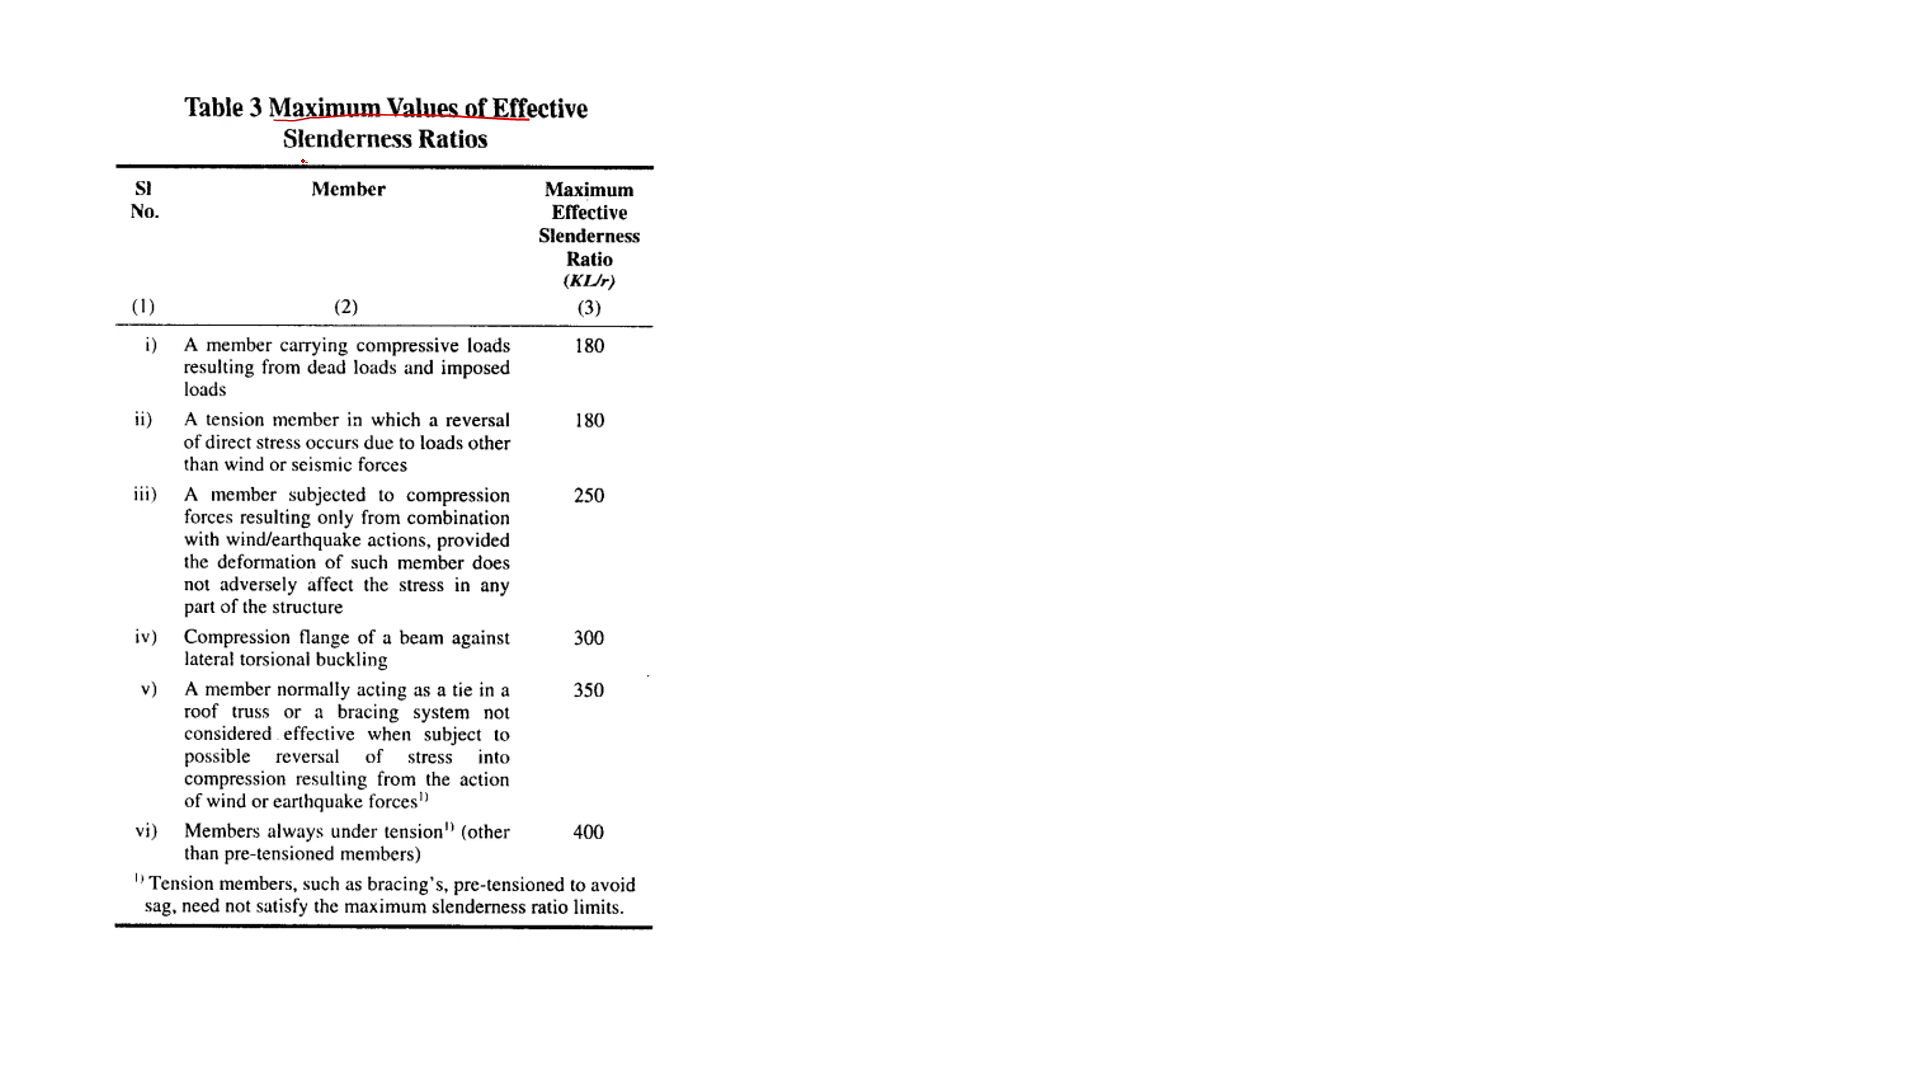 Table 3 Maximum Values of Effective
Slenderness Ratios
Sl No.
Member
Maximum Effective Slenderness Ratio (KL/r)
(1)
(2)
(3)
i)
A member carrying compressive loads
180
resulting from dead loads and imposed
loads
ii)
A tension member in which a reversal
180
of direct stress occurs due to loads other
than wind or seismic forces
iii)
A member subjected to compression
250
forces resulting only from combination
with wind/earthquake actions, provided
the deformation of such member does
not adversely affect the stress in any
part of the structure
iv)
Compression flange of a beam against
300
lateral torsional buckling
v)
A member normally acting as a tie in a
350
roof truss or a bracing system not
considered effective when subject to
possible reversal of stress into
compression resulting from the action
of wind or earthquake forces¹⁾
vi)
Members always under tension¹⁾ (other
400
than pre-tensioned members)
¹⁾ Tension members, such as bracing's, pre-tensioned to avoid
sag, need not satisfy the maximum slenderness ratio limits.